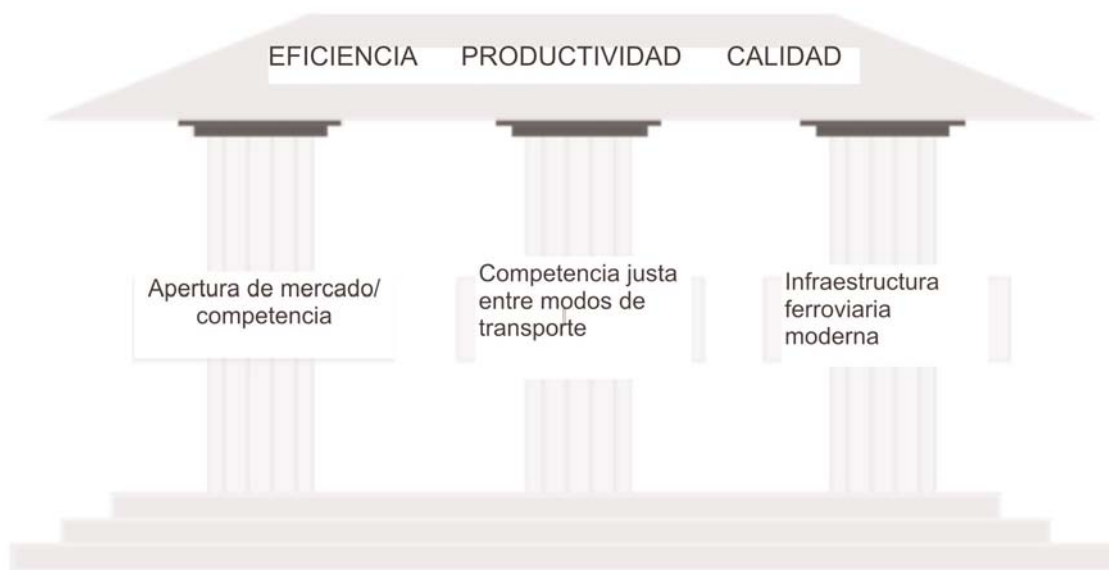 EFICIENCIA PRODUCTIVIDAD CALIDAD
Apertura de mercado/
competencia
Competencia justa
entre modos de
transporte
Infraestructura
ferroviaria
moderna